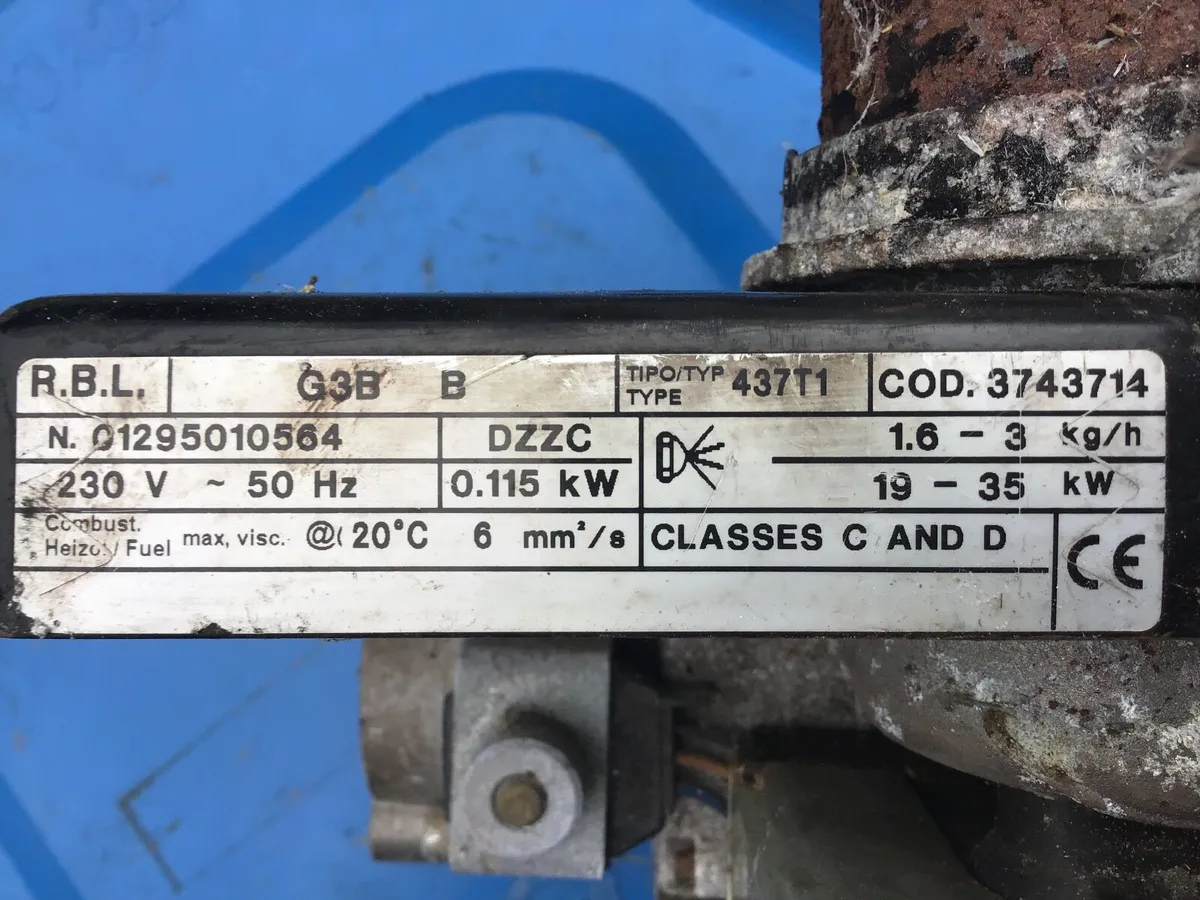 R.B.L. G3B B TIPO/TYP TYPE 437T1 COD. 3743714
N. 01295010564 DZZC 1.6 – 3 kg/h
230 V ~ 50 Hz 0.115 kW 19 – 35 kW
Combust. Heizöl/Fuel max, visc. @( 20°C 6 mm²/s CLASSES C AND D CE